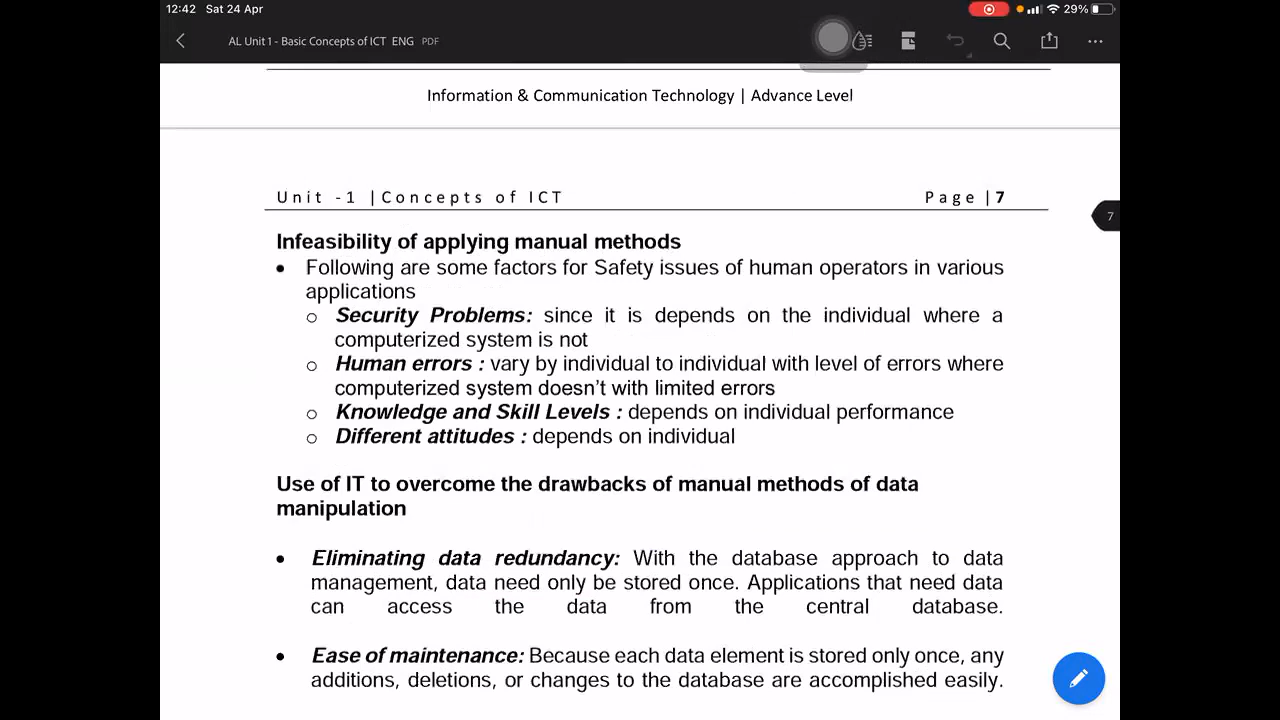 12:42 Sat 24 Apr 29%
AL Unit 1 - Basic Concepts of ICT ENG PDF
Information & Communication Technology | Advance Level
Unit -1 |Concepts of ICT Page |7
7
Infeasibility of applying manual methods
• Following are some factors for Safety issues of human operators in various
applications
o Security Problems: since it is depends on the individual where a
computerized system is not
o Human errors : vary by individual to individual with level of errors where
computerized system doesn't with limited errors
o Knowledge and Skill Levels : depends on individual performance
o Different attitudes : depends on individual
Use of IT to overcome the drawbacks of manual methods of data
manipulation
• Eliminating data redundancy: With the database approach to data
management, data need only be stored once. Applications that need data
can access the data from the central database.
• Ease of maintenance: Because each data element is stored only once, any
additions, deletions, or changes to the database are accomplished easily.